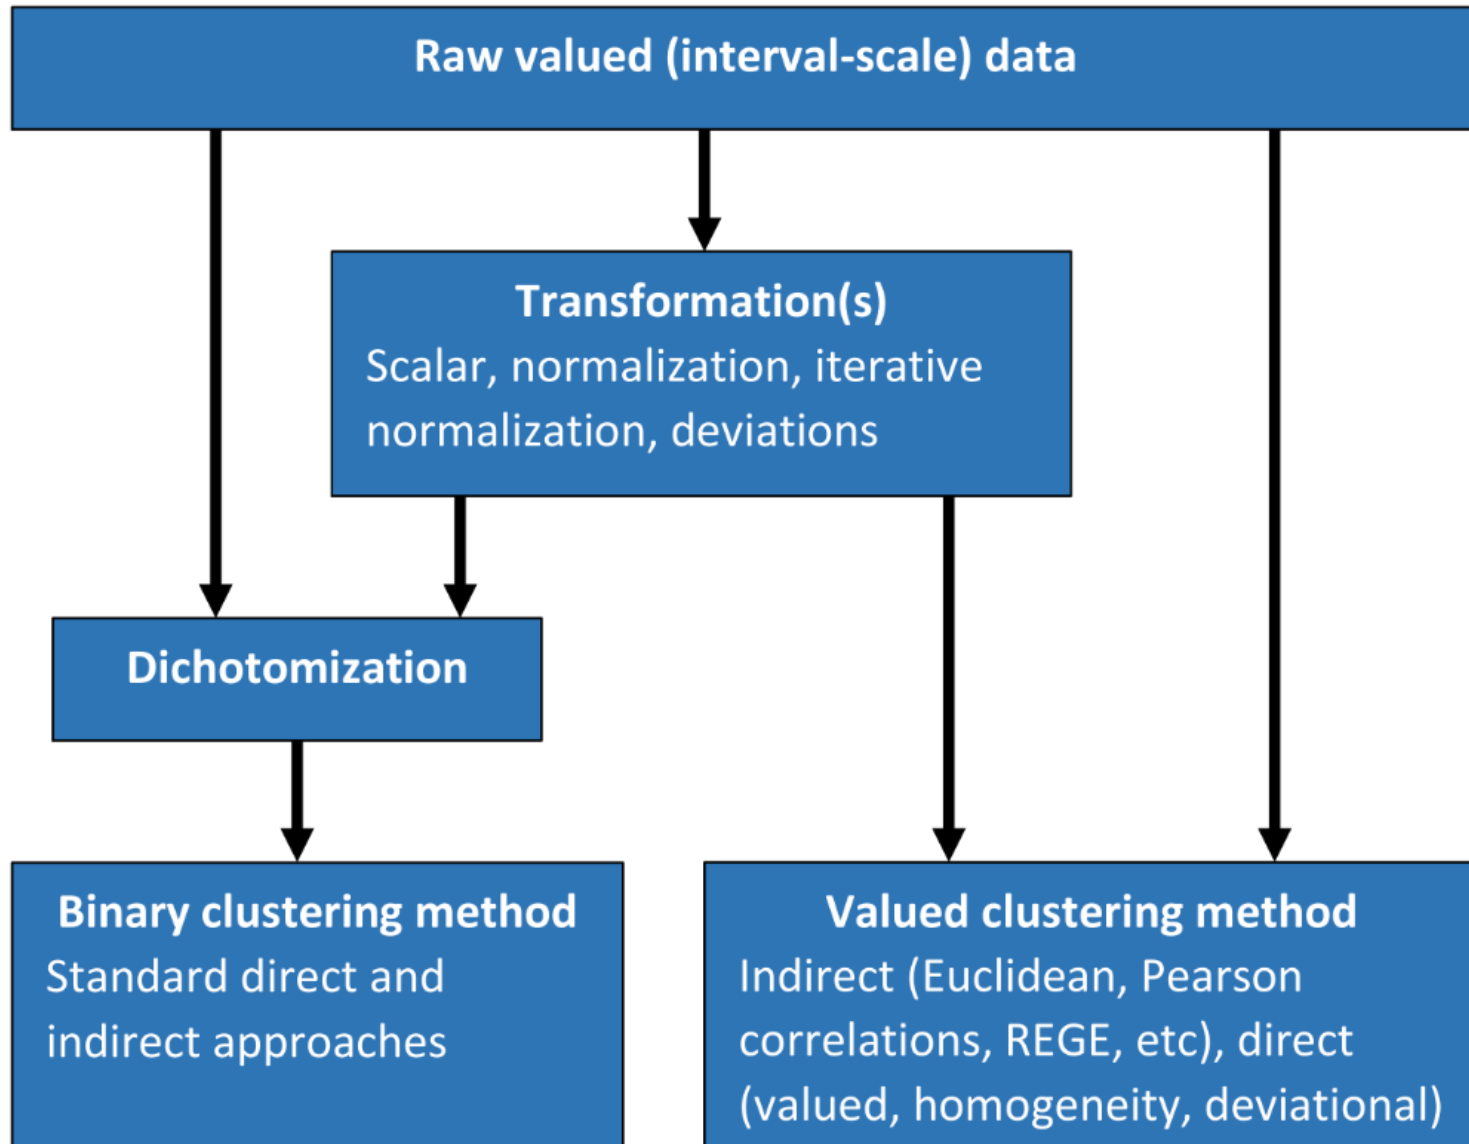 Raw valued (interval-scale) data
Transformation(s)
Scalar, normalization, iterative
normalization, deviations
Dichotomization
Binary clustering method
Standard direct and
indirect approaches
Valued clustering method
Indirect (Euclidean, Pearson
correlations, REGE, etc), direct
(valued, homogeneity, deviational)